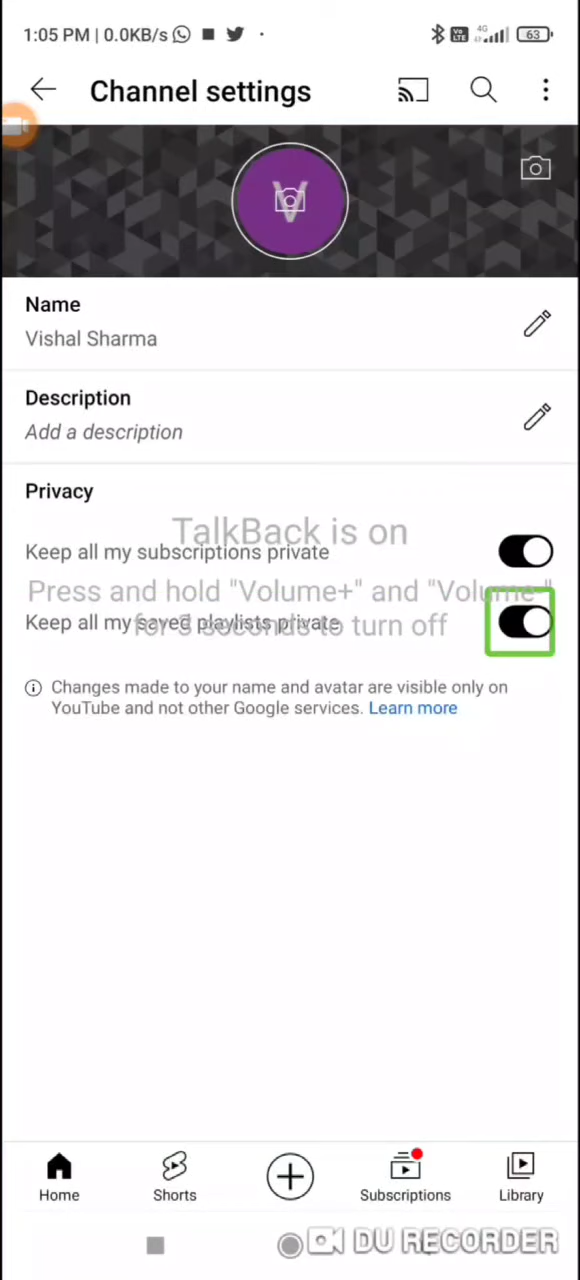 1:05 PM | 0.0KB/s
Vo
LTE
4G
63
Channel settings
V
Name
Vishal Sharma
Description
Add a description
Privacy
TalkBack is on
Keep all my subscriptions private
Press and hold "Volume+" and "Volume-"
Keep all my saved playlists private
for 3 seconds to turn off
Changes made to your name and avatar are visible only on
YouTube and not other Google services. Learn more
Home
Shorts
Subscriptions
Library
DU RECORDER